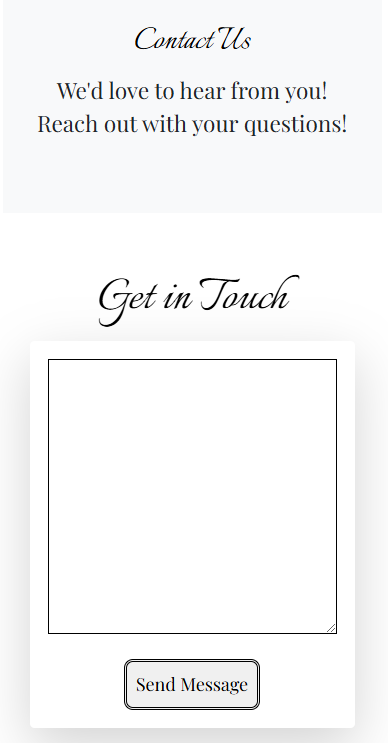 Contact Us
We'd love to hear from you!
Reach out with your questions!
Get in Touch
Send Message